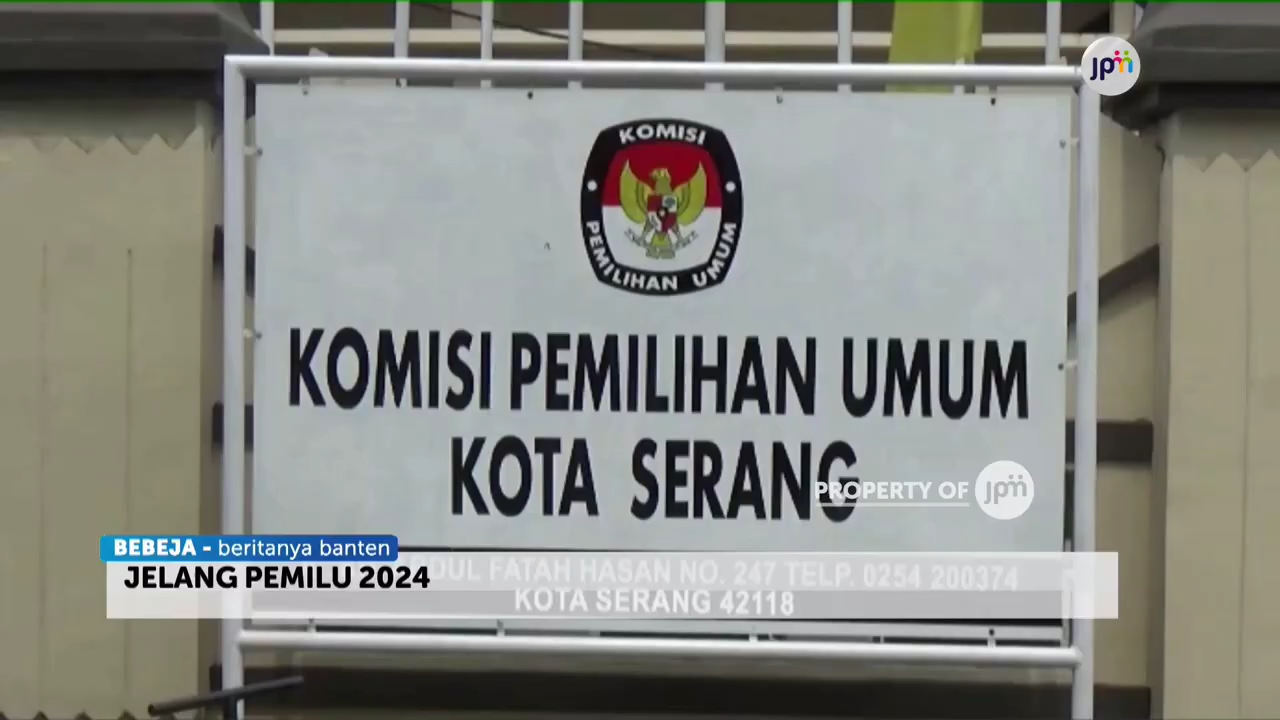 jpm
KOMISI
PEMILIHAN UMUM
KOMISI PEMILIHAN UMUM
KOTA SERANG
PROPERTY OF jpm
BEBEJA - beritanya banten
JELANG PEMILU 2024
FATAH HASAN NO. 247 TELP. 0254 200374
KOTA SERANG 42118